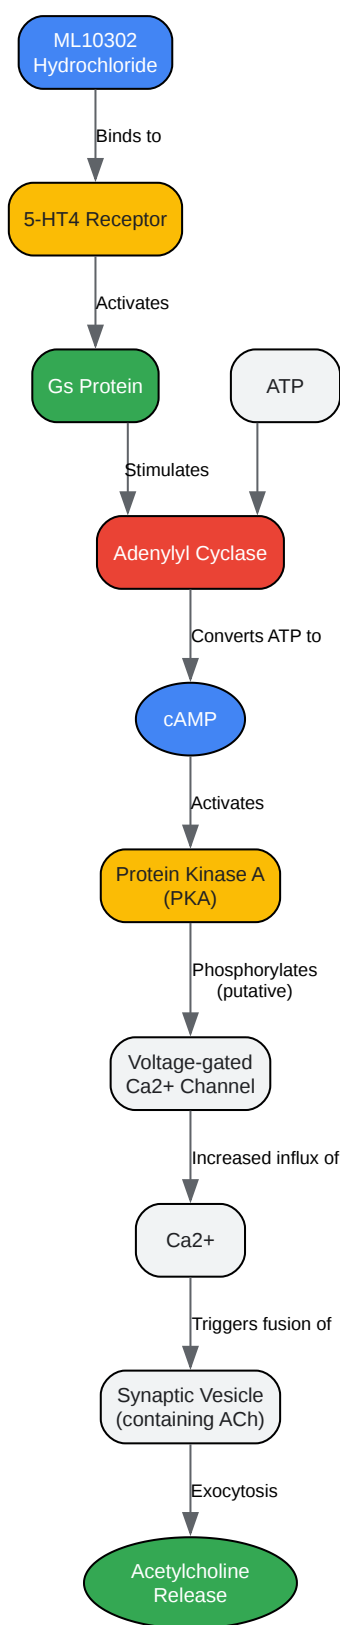 ML10302
Hydrochloride
Binds to
5-HT4 Receptor
Activates
Gs Protein
ATP
Stimulates
Adenylyl Cyclase
Converts ATP to
cAMP
Activates
Protein Kinase A
(PKA)
Phosphorylates
(putative)
Voltage-gated
Ca2+ Channel
Increased influx of
Ca2+
Triggers fusion of
Synaptic Vesicle
(containing ACh)
Exocytosis
Acetylcholine
Release